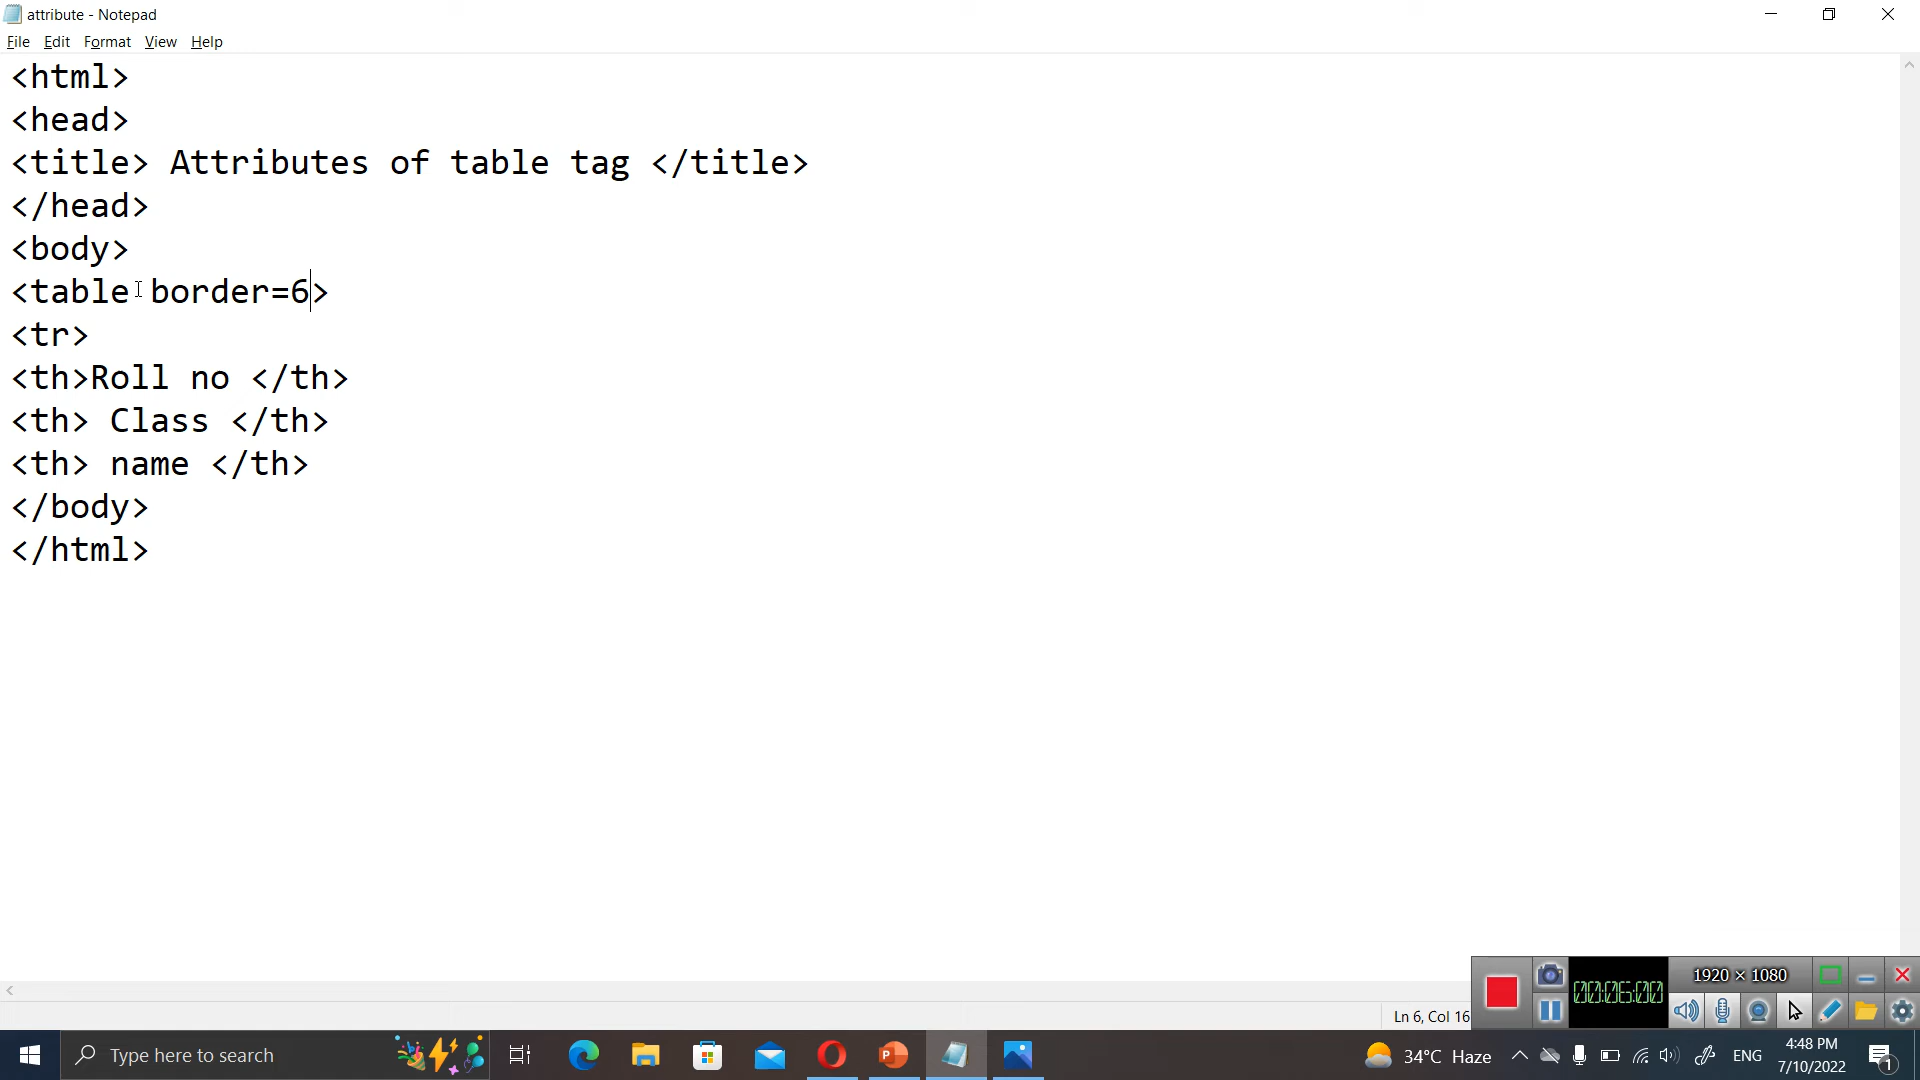 attribute - Notepad
File Edit Format View Help
<html>
<head>
<title> Attributes of table tag </title>
</head>
<body>
<table border=6>
<tr>
<th>Roll no </th>
<th> Class </th>
<th> name </th>
</body>
</html>
1920 × 1080
00:06:00
Ln 6, Col 16
Type here to search
34°C Haze
ENG
4:48 PM
7/10/2022
1